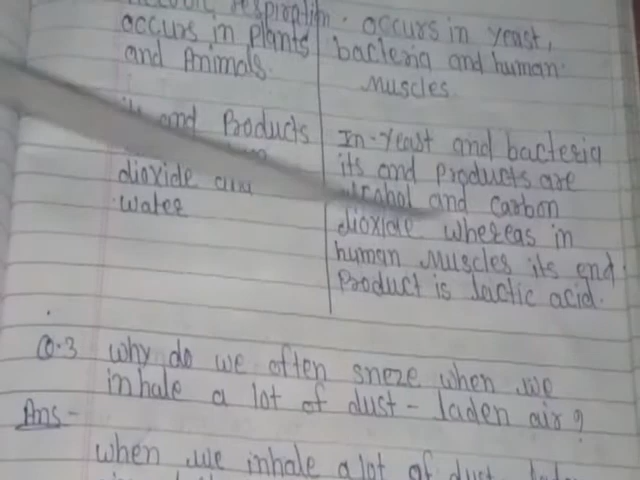 respiration
occurs in Plants
and Animals.
and Products
dioxide
water
occurs in yeast,
bacteria and human
Muscles
In-Yeast and bacteria
its and Products are
and carbon
dioxide whereas in
human Muscles its end
Product is lactic acid.
Q.3 why do we often sneze when we
inhale a lot of dust - laden air?
Ans -
when we inhale a lot of dust